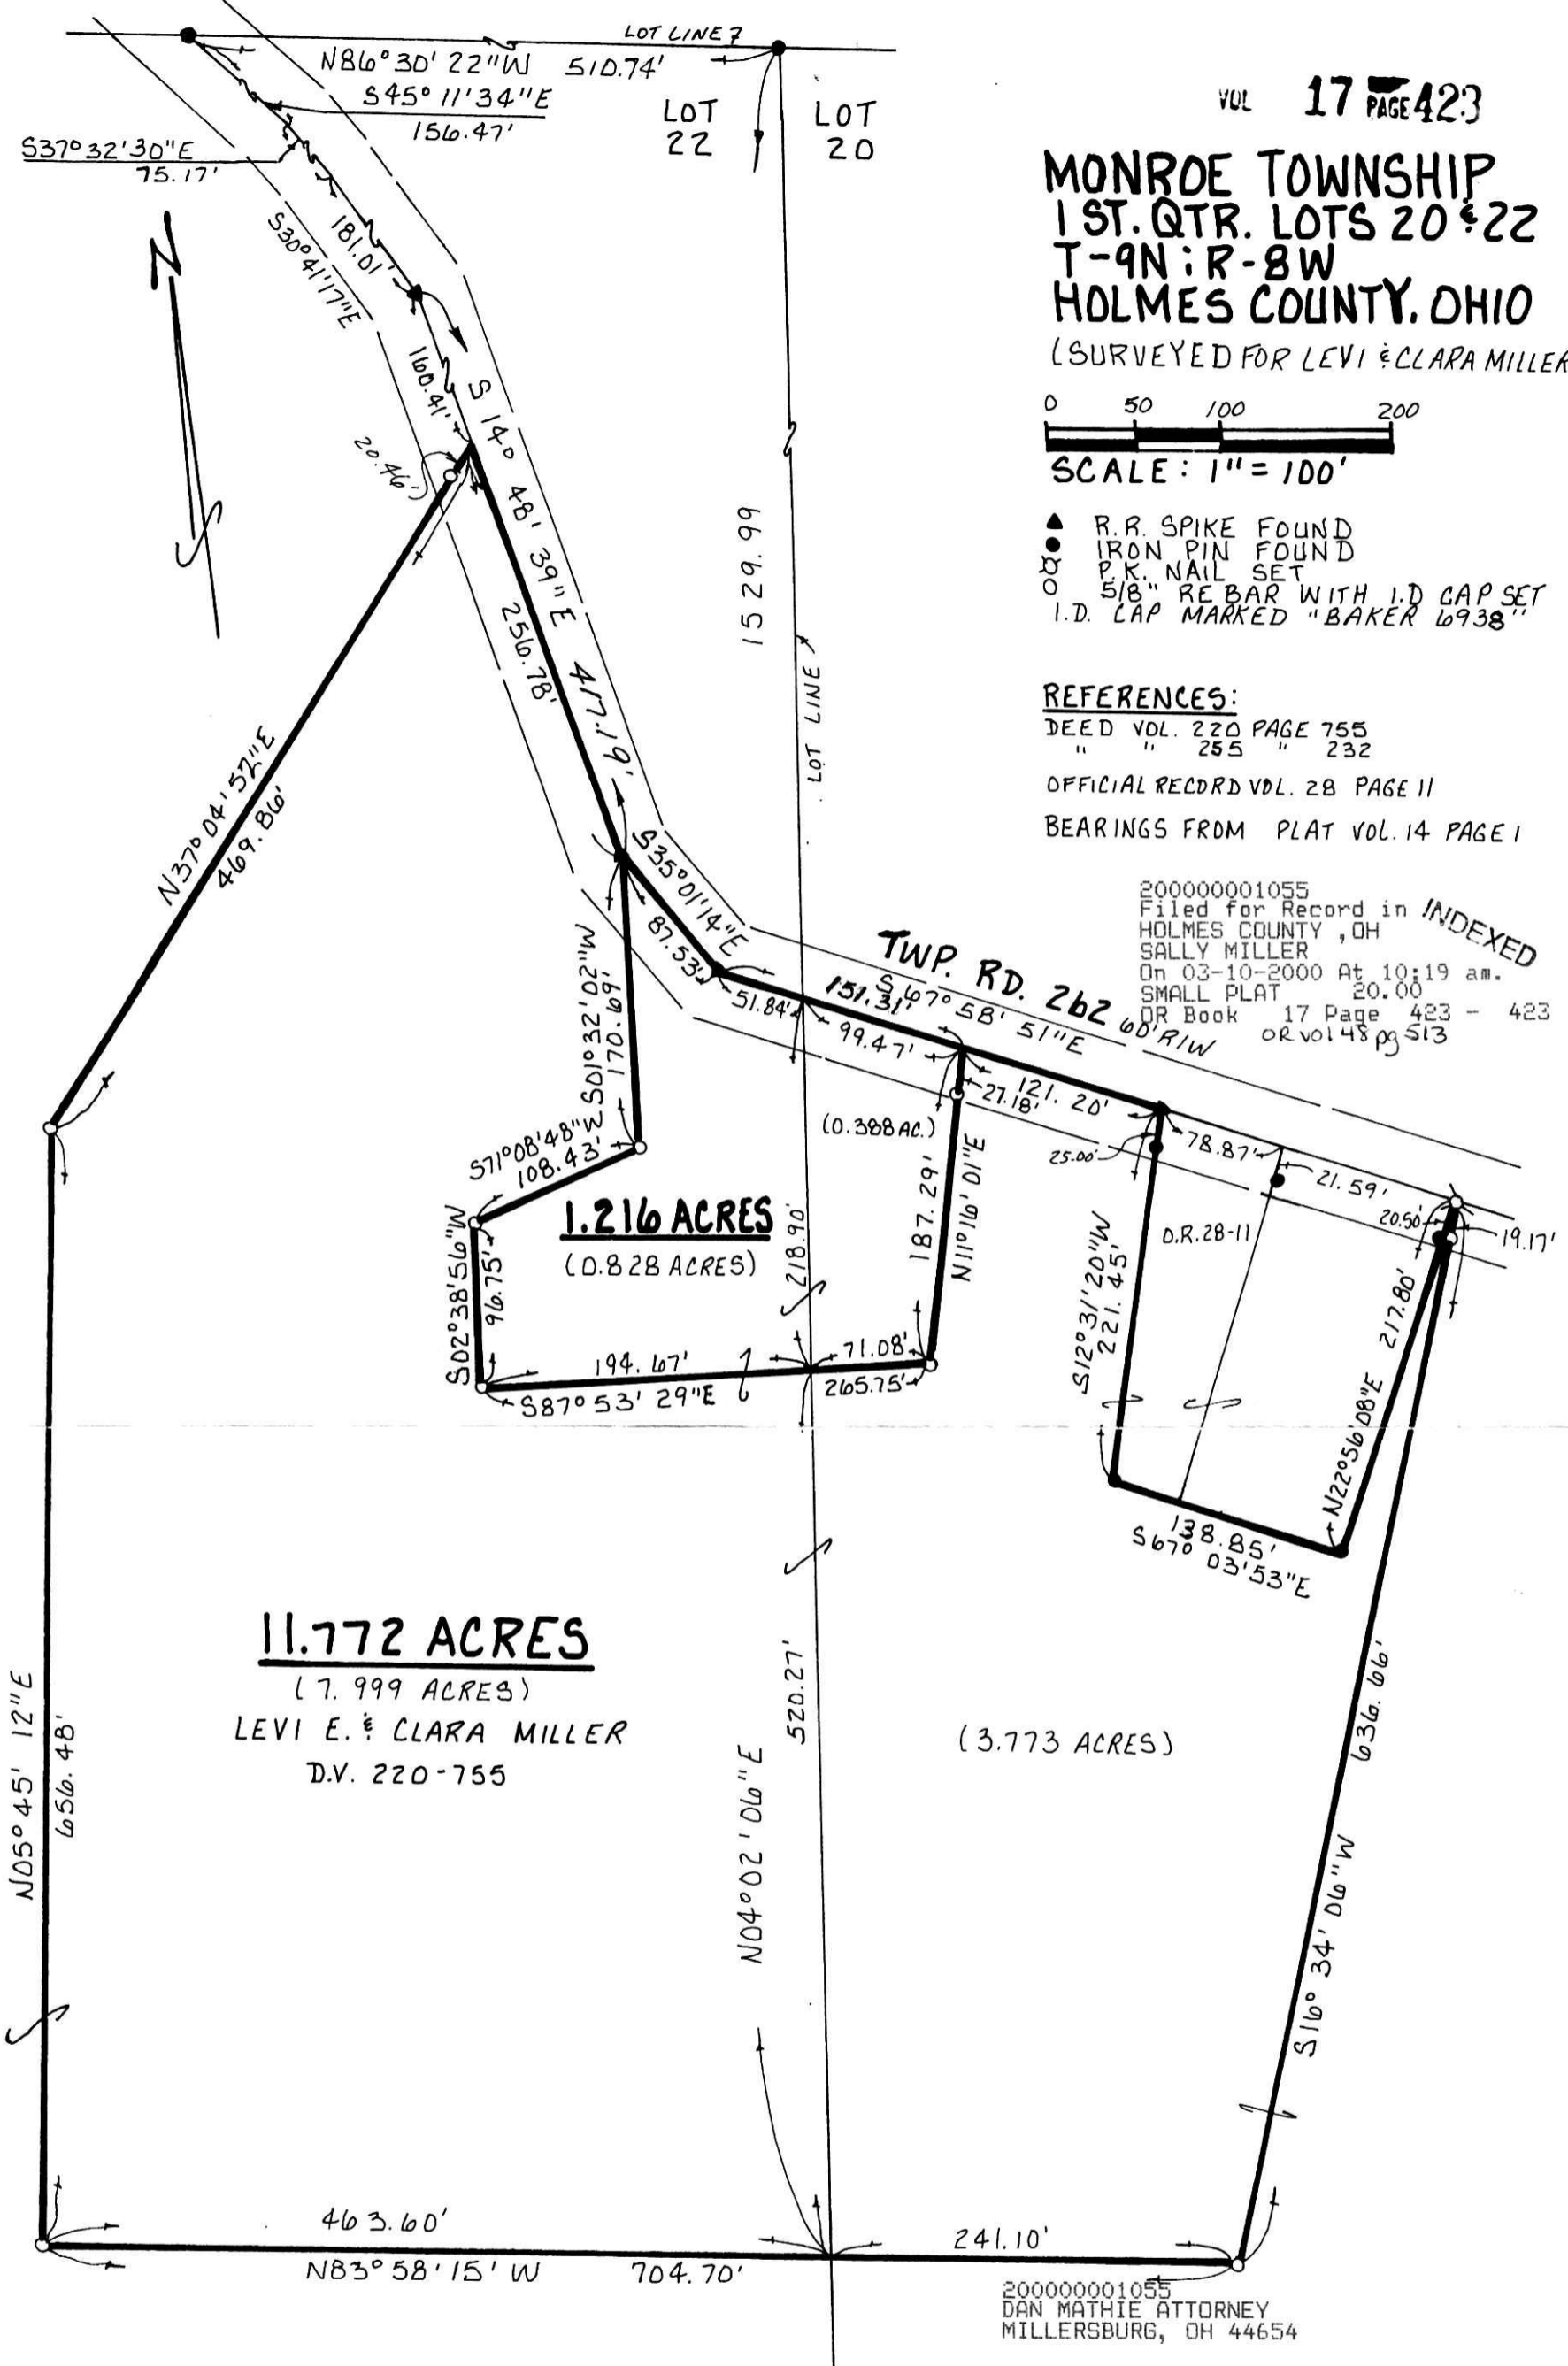 LOT LINE 7
N86°30'22"W 510.74'
S45°11'34"E
156.47'
S37°32'30"E
75.17'
LOT
22
LOT
20
VOL 17 PAGE 423
MONROE TOWNSHIP
1 ST. QTR. LOTS 20 & 22
T-9N; R-8W
HOLMES COUNTY, OHIO
(SURVEYED FOR LEVI & CLARA MILLER
0 50 100 200
SCALE: 1" = 100'
R.R. SPIKE FOUND
IRON PIN FOUND
P.K. NAIL SET
5/8" REBAR WITH I.D CAP SET
I.D. CAP MARKED "BAKER 6938"
REFERENCES:
DEED VOL. 220 PAGE 755
" " 255 " 232
OFFICIAL RECORD VOL. 28 PAGE 11
BEARINGS FROM PLAT VOL. 14 PAGE 1
200000001055
Filed for Record in
HOLMES COUNTY ,OH
SALLY MILLER
On 03-10-2000 At 10:19 am.
SMALL PLAT 20.00
OR Book 17 Page 423 - 423
INDEXED
OR vol 48 pg 513
N
181.01'
S30°41'17"E
160.41'
20.46'
S 14° 48' 39"E 417.19'
256.78'
1529.99
LOT LINE
N37°04'52"E
469.86'
S35°01'14"E
87.53'
TWP. RD. 262 60' R/W
151.31'
S 67° 58' 51"E
51.84'
99.47'
121.20'
27.18'
(0.388 AC.)
25.00'
78.87'
21.59'
20.50'
19.17'
S01°32'02"W
170.69'
S71°08'48"W
108.43'
1.216 ACRES
(0.828 ACRES)
S02°38'56"W
96.75'
218.90'
187.29'
N11°16'01"E
194.67'
71.08'
S87°53'29"E
265.75'
O.R.28-11
S12°31'20"W
221.45'
217.80'
N22°56'08"E
138.85'
S67° 03'53"E
11.772 ACRES
(7.999 ACRES)
LEVI E. & CLARA MILLER
D.V. 220-755
520.27'
N04°02'06"E
(3.773 ACRES)
636.66'
S16° 34' 06"W
N05°45' 12"E
656.48'
463.60'
241.10'
N83°58'15'W 704.70'
200000001055
DAN MATHIE ATTORNEY
MILLERSBURG, OH 44654